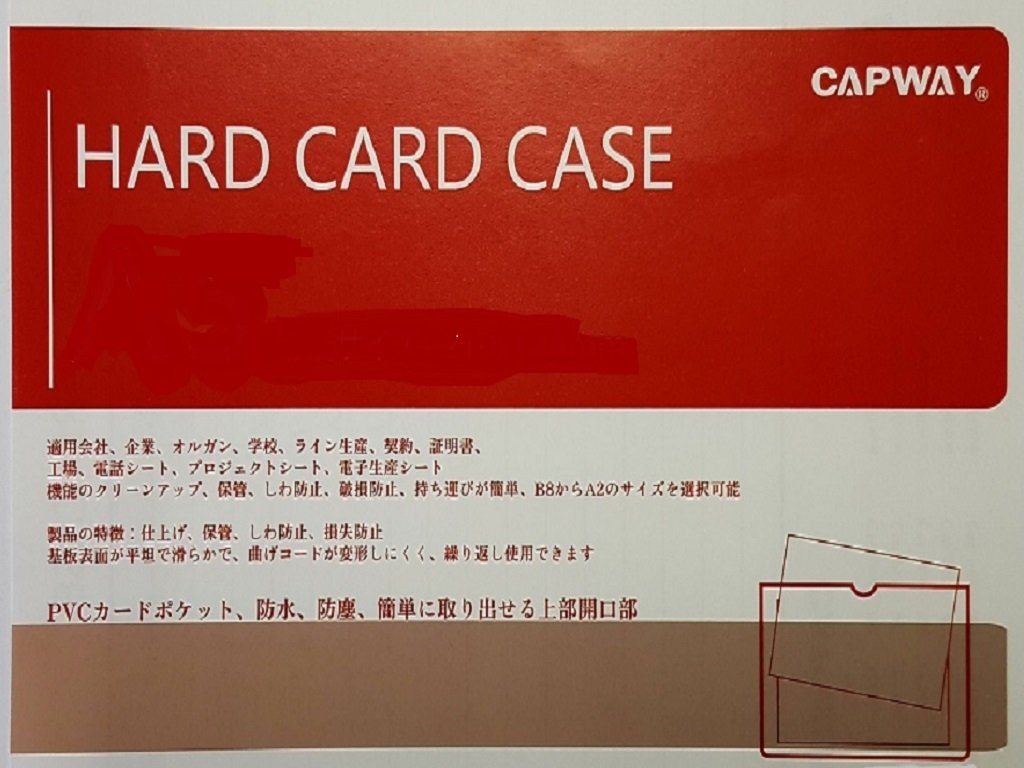 CAPWAY®
HARD CARD CASE
適用会社、企業、オルガン、学校、ライン生産、契約、証明書、
工場、電話シート、プロジェクトシート、電子生産シート
機能のクリーンアップ、保管、しわ防止、破損防止、持ち運びが簡単、B8からA2のサイズを選択可能
製品の特徴：仕上げ、保管、しわ防止、損失防止
基板表面が平坦で滑らかで、曲げコードが変形しにくく、繰り返し使用できます
PVCカードポケット、防水、防塵、簡単に取り出せる上部開口部